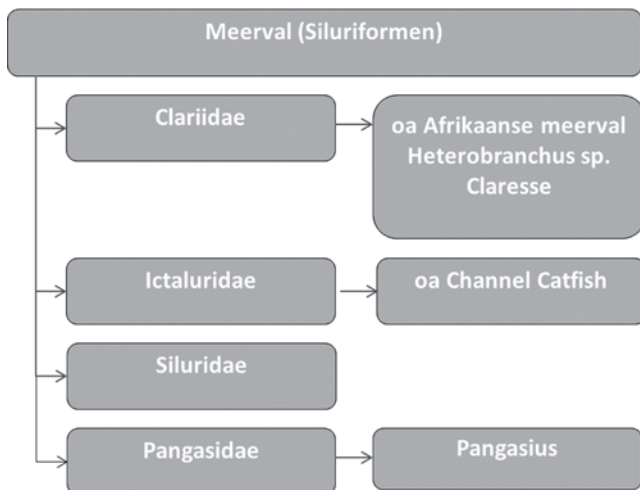 Meerval (Siluriformen)
Clariidae
oa Afrikaanse meerval
Heterobranchus sp.
Claresse
Ictaluridae
oa Channel Catfish
Siluridae
Pangasidae
Pangasius